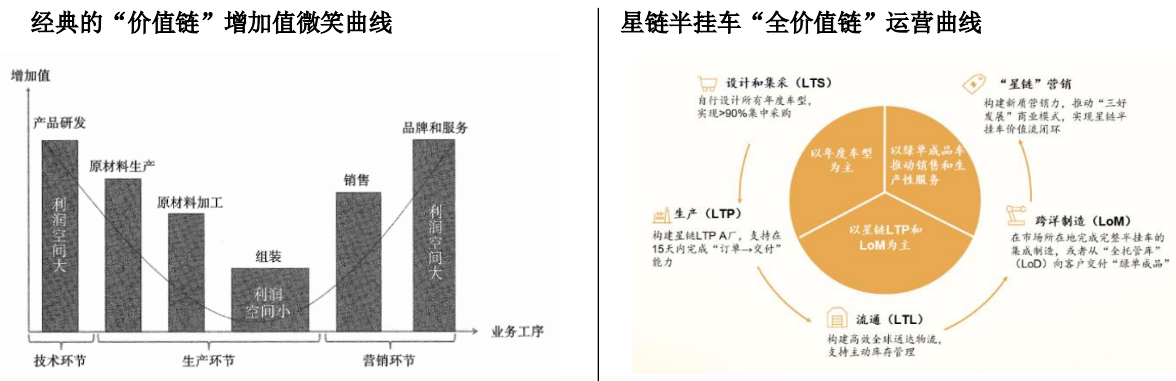 经典的“价值链”增加值微笑曲线
增加值
产品研发
原材料生产
原材料加工
组装
销售
品牌和服务
利润空间大
利润
空间小
利润空间大
业务工序
技术环节
生产环节
营销环节
星链半挂车“全价值链”运营曲线
设计和集采（LTS）
自行设计所有年度车型，
实现>90%集中采购
“星链”营销
构建新质营销力，推动“三好
发展”商业模式，实现星链半
挂车价值流闭环
以年度车型
为主
以绿单成品车
推动销售和生
产性服务
以星链LTP和
LoM为主
生产（LTP）
构建星链LTP A厂，支持在
15天内完成“订单→交付”
能力
跨洋制造（LoM）
在市场所在地完成完整半挂车的
集成制造，或者从“全托管库”
（LoD）向客户交付“绿单成品”
流通（LTL）
构建高效全球送达物流，
支持主动库存管理